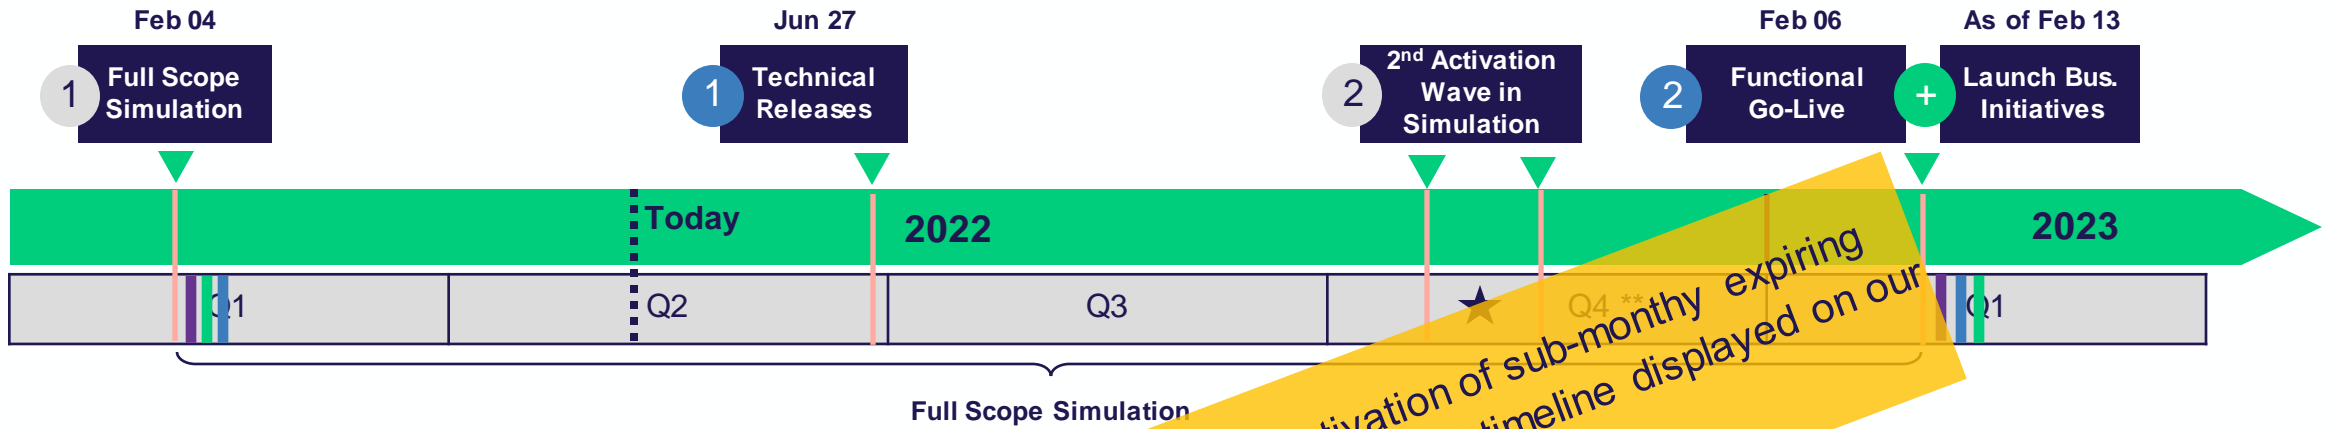 Feb 04
Jun 27
Feb 06
As of Feb 13
1
Full Scope
Simulation
1
Technical
Releases
2
2nd Activation
Wave in
Simulation
2
Functional
Go-Live
+
Launch Bus.
Initiatives
Today
2022
2023
Q1
Q2
Q3
Q4 **
Q1
Full Scope Simulation
of sub-monthy expiring
timeline displayed on our